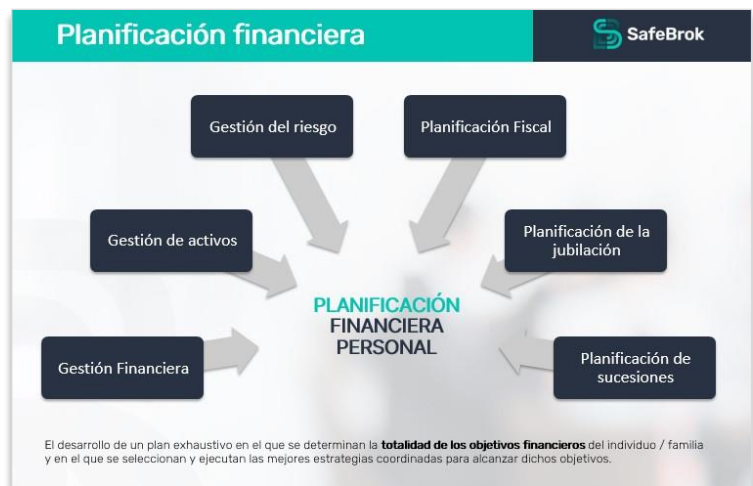 Planificación financiera
SafeBrok
Gestión del riesgo
Planificación Fiscal
Gestión de activos
Planificación de la
jubilación
PLANIFICACIÓN
FINANCIERA
PERSONAL
Gestión Financiera
Planificación de
sucesiones
El desarrollo de un plan exhaustivo en el que se determinan la totalidad de los objetivos financieros del individuo / familia
y en el que se seleccionan y ejecutan las mejores estrategias coordinadas para alcanzar dichos objetivos.